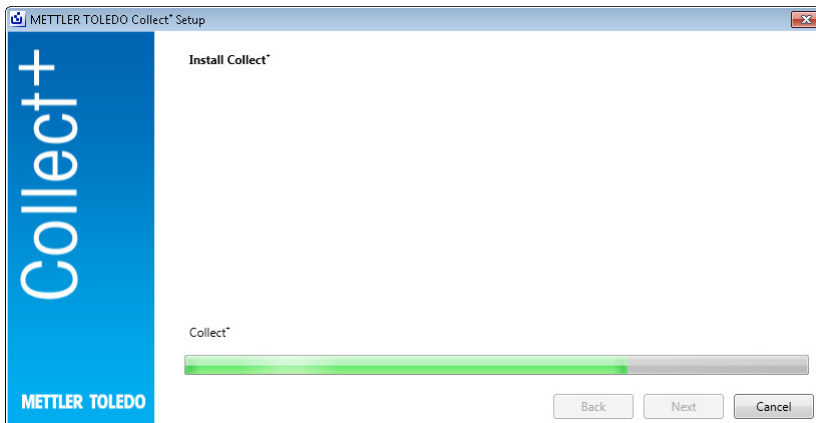 METTLER TOLEDO Collect⁺ Setup
Install Collect⁺
Collect+
Collect⁺
METTLER TOLEDO
Back
Next
Cancel